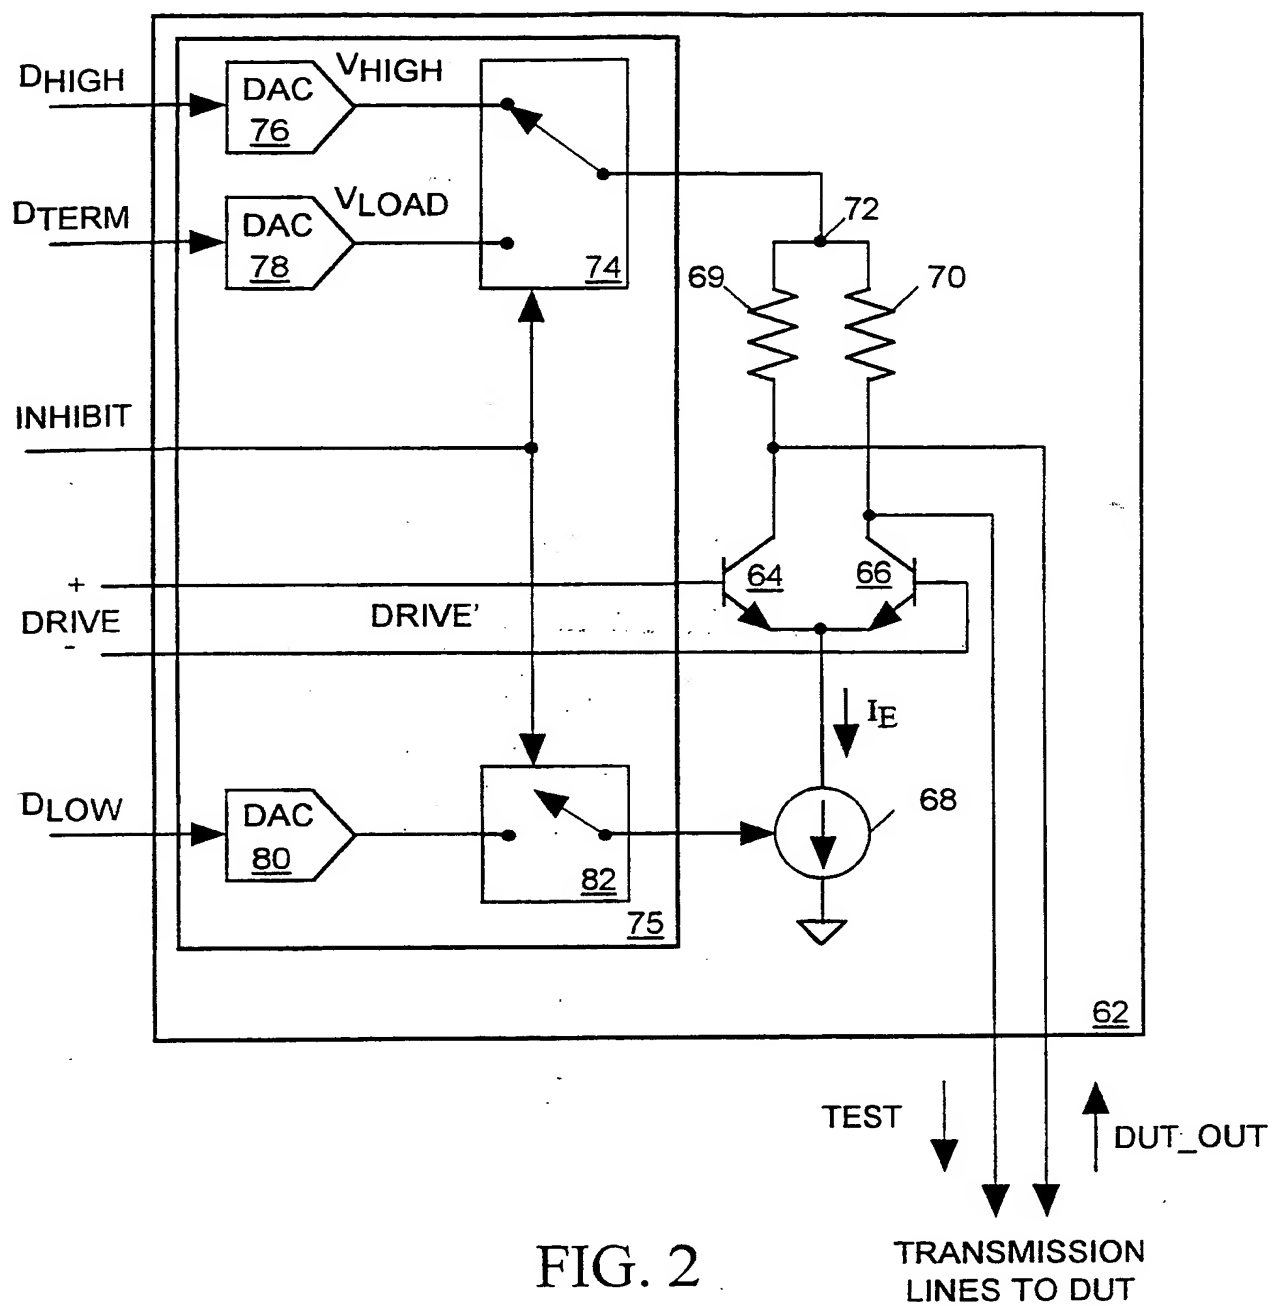 DHIGH
DAC
76
VHIGH
DTERM
DAC
78
VLOAD
74
72
69
70
INHIBIT
+
DRIVE
-
DRIVE'
64
66
IE
DLOW
DAC
80
82
68
75
62
TEST
DUT_OUT
TRANSMISSION
LINES TO DUT
FIG. 2